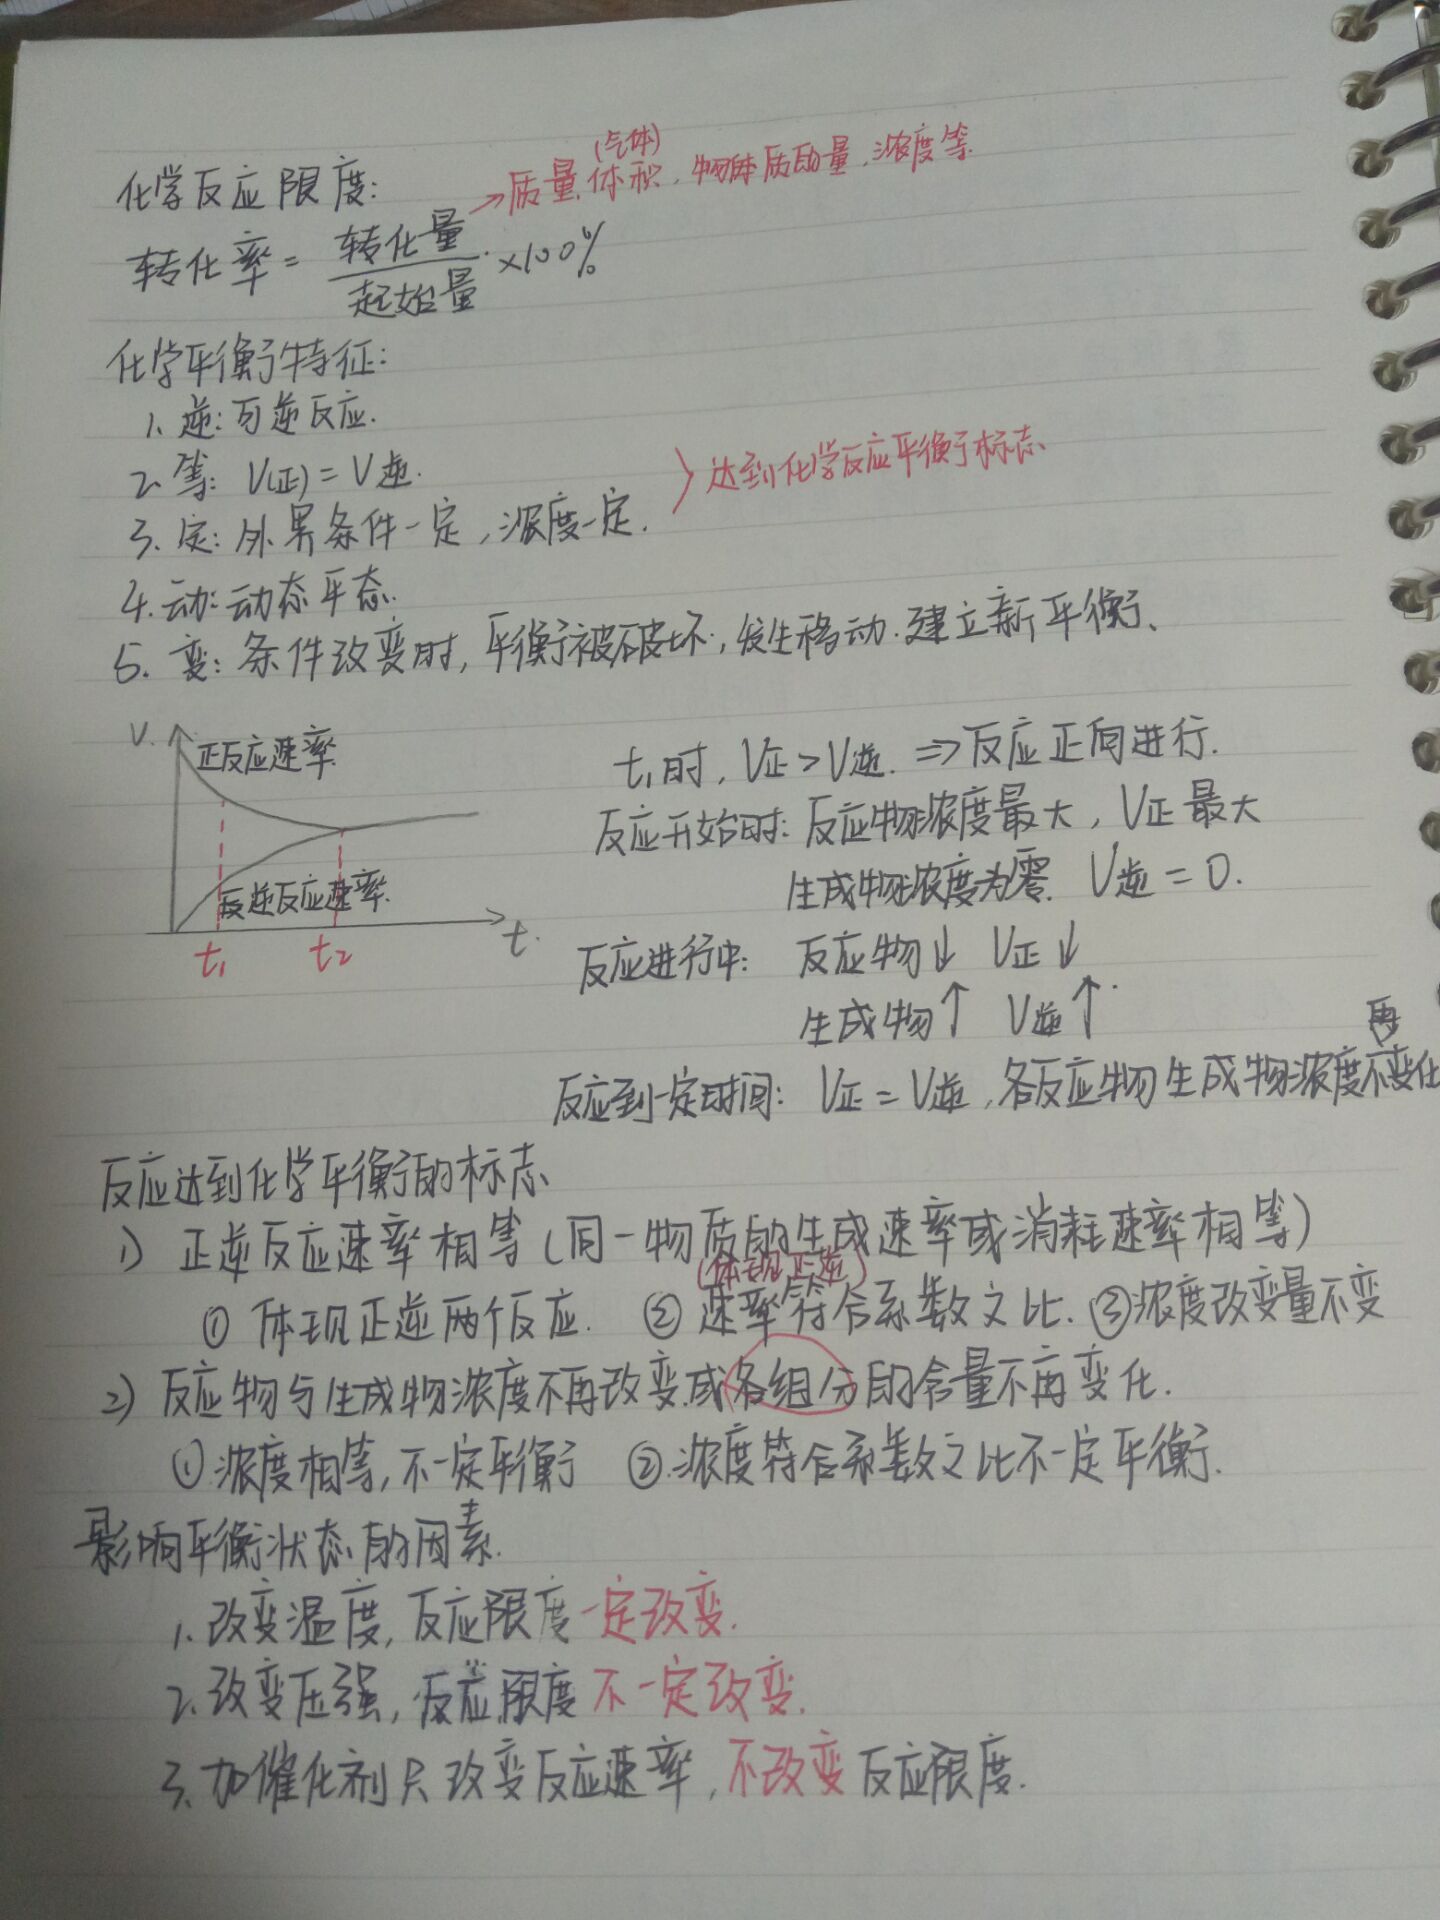 化学反应限度:
→质量,体积,物体质的量,浓度等
(气体)
转化率 = 转化量/起始量 ×100%
化学平衡特征:
1. 逆: 可逆反应.
2. 等: V(正) = V逆.
3. 定: 外界条件一定,浓度一定.
〉达到化学反应平衡标志
4. 动: 动态平态.
5. 变: 条件改变时,平衡被破坏,发生移动.建立新平衡、
V.
正反应速率
反逆反应速率.
t1 t2 t.
t1时, V正>V逆. ⇒反应正向进行.
反应开始时: 反应物浓度最大, V正最大
生成物浓度为零. V逆 = 0.
反应进行中: 反应物↓ V正↓
生成物↑ V逆↑.
再
反应到一定时间: V正 = V逆,各反应物生成物浓度不变化
反应达到化学平衡的标志
1) 正逆反应速率相等(同一物质的生成速率或消耗速率相等)
(体现正逆)
① 体现正逆两个反应. ② 速率符合系数之比. ③浓度改变量不变
2) 反应物与生成物浓度不再改变.或各组分的含量不再变化.
①浓度相等,不一定平衡 ②.浓度符合系数之比不一定平衡.
影响平衡状态的因素.
1. 改变温度, 反应限度一定改变.
2. 改变压强, 反应限度不一定改变.
3. 加催化剂只改变反应速率, 不改变反应限度.